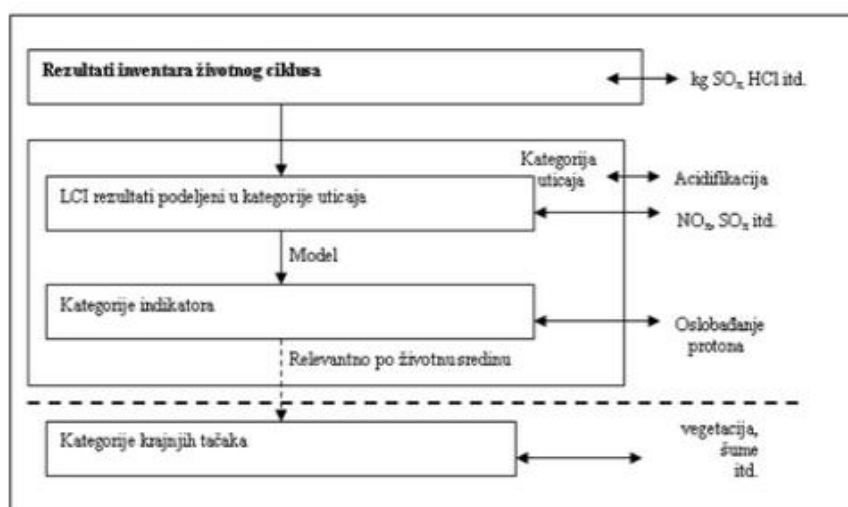 Rezultati inventara životnog ciklusa
kg SOx, HCl itd.
Kategorija
uticaja
Acidifikacija
LCI rezultati podeljeni u kategorije uticaja
NOx, SOx itd.
Model
Kategorije indikatora
Oslobađanje
protona
Relevantno po životnu sredinu
Kategorije krajnjih tačaka
vegetacija,
šume
itd.